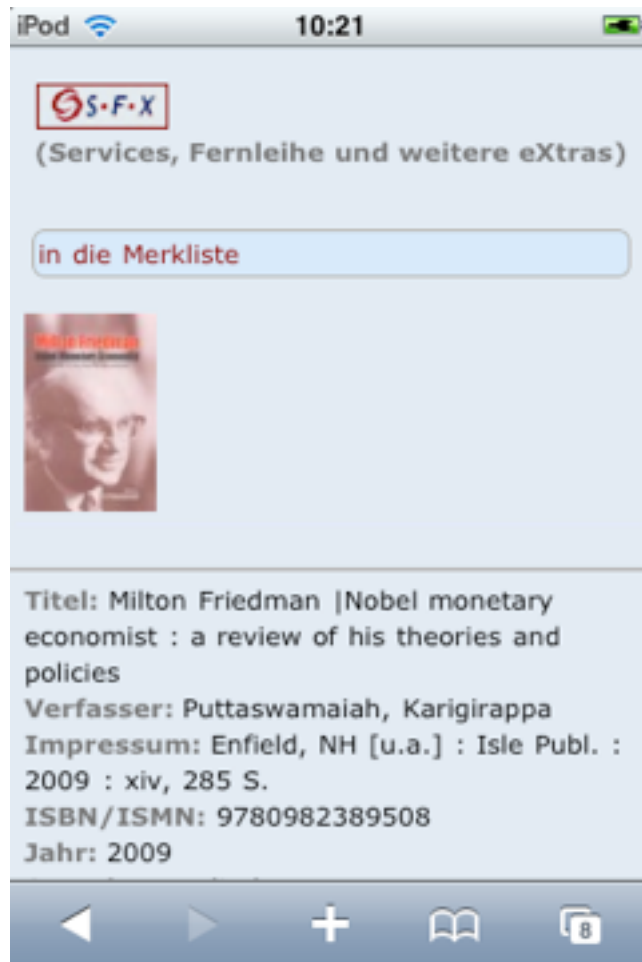 iPod 10:21
S·F·X
(Services, Fernleihe und weitere eXtras)
in die Merkliste
Milton Friedman
Titel: Milton Friedman |Nobel monetary
economist : a review of his theories and
policies
Verfasser: Puttaswamaiah, Karigirappa
Impressum: Enfield, NH [u.a.] : Isle Publ. :
2009 : xiv, 285 S.
ISBN/ISMN: 9780982389508
Jahr: 2009
8